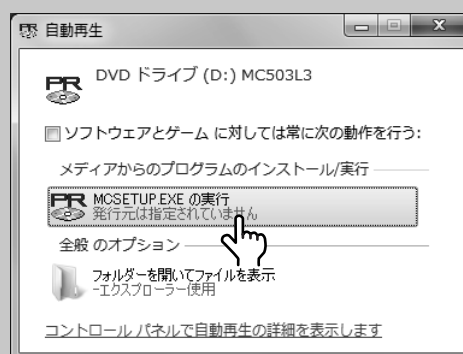 PR 自動再生
PR DVD ドライブ (D:) MC503L3
ソフトウェアとゲーム に対しては常に次の動作を行う:
メディアからのプログラムのインストール/実行
PR MCSETUP.EXE の実行
発行元は指定されていません
全般 のオプション
フォルダーを開いてファイルを表示
-エクスプローラー使用
コントロール パネルで自動再生の詳細を表示します